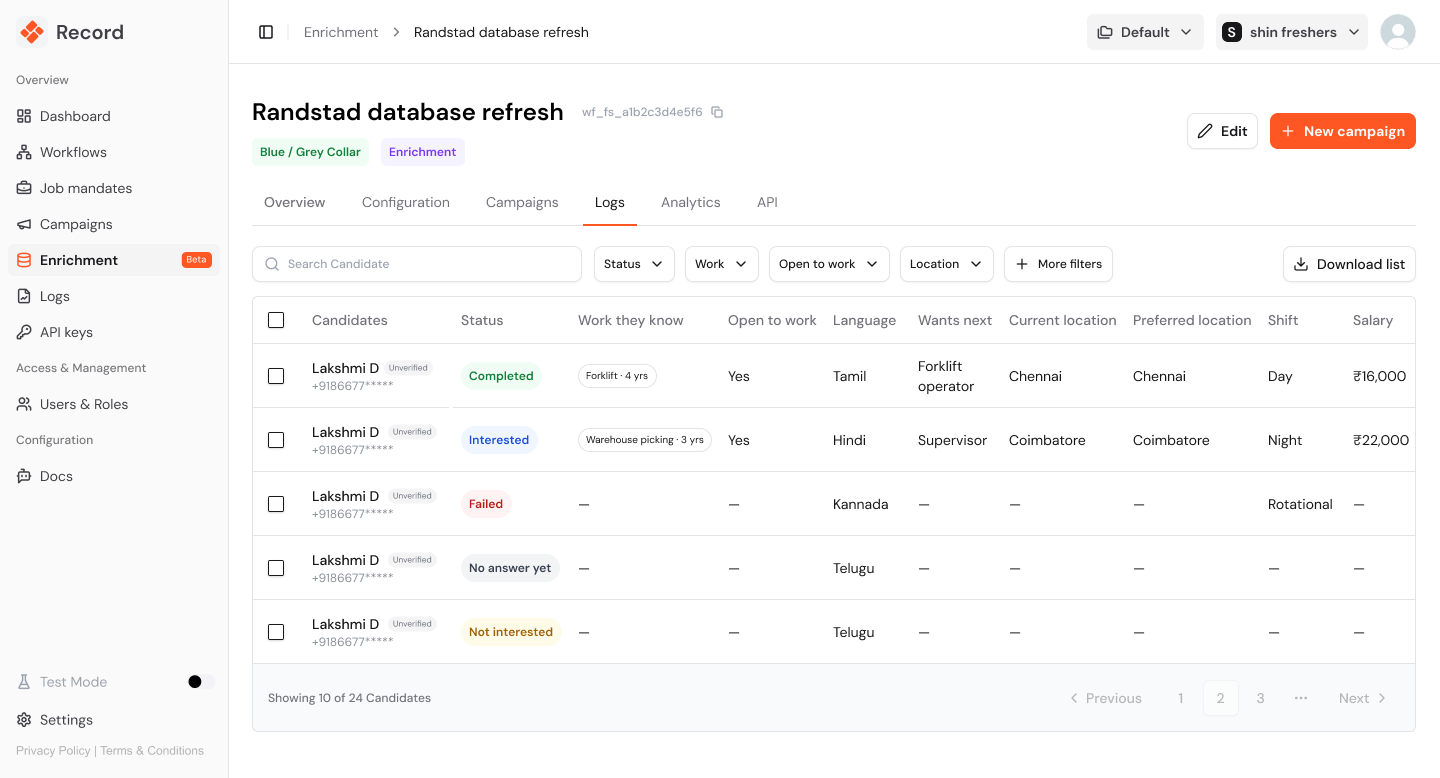 Record
Overview
Dashboard
Workflows
Job mandates
Campaigns
Enrichment Beta
Logs
API keys
Access & Management
Users & Roles
Configuration
Docs
Test Mode
Settings
Privacy Policy | Terms & Conditions
Enrichment > Randstad database refresh
Default
S shin freshers
Randstad database refresh wf_fs_a1b2c3d4e5f6
Blue / Grey Collar Enrichment
Edit + New campaign
Overview Configuration Campaigns Logs Analytics API
Search Candidate Status Work Open to work Location + More filters Download list
Candidates Status Work they know Open to work Language Wants next Current location Preferred location Shift Salary
Lakshmi D Unverified Completed Forklift · 4 yrs Yes Tamil Forklift operator Chennai Chennai Day ₹16,000
+9186677*****
Lakshmi D Unverified Interested Warehouse picking · 3 yrs Yes Hindi Supervisor Coimbatore Coimbatore Night ₹22,000
+9186677*****
Lakshmi D Unverified Failed — — Kannada — — — Rotational —
+9186677*****
Lakshmi D Unverified No answer yet — — Telugu — — — — —
+9186677*****
Lakshmi D Unverified Not interested — — Telugu — — — — —
+9186677*****
Showing 10 of 24 Candidates < Previous 1 2 3 ··· Next >